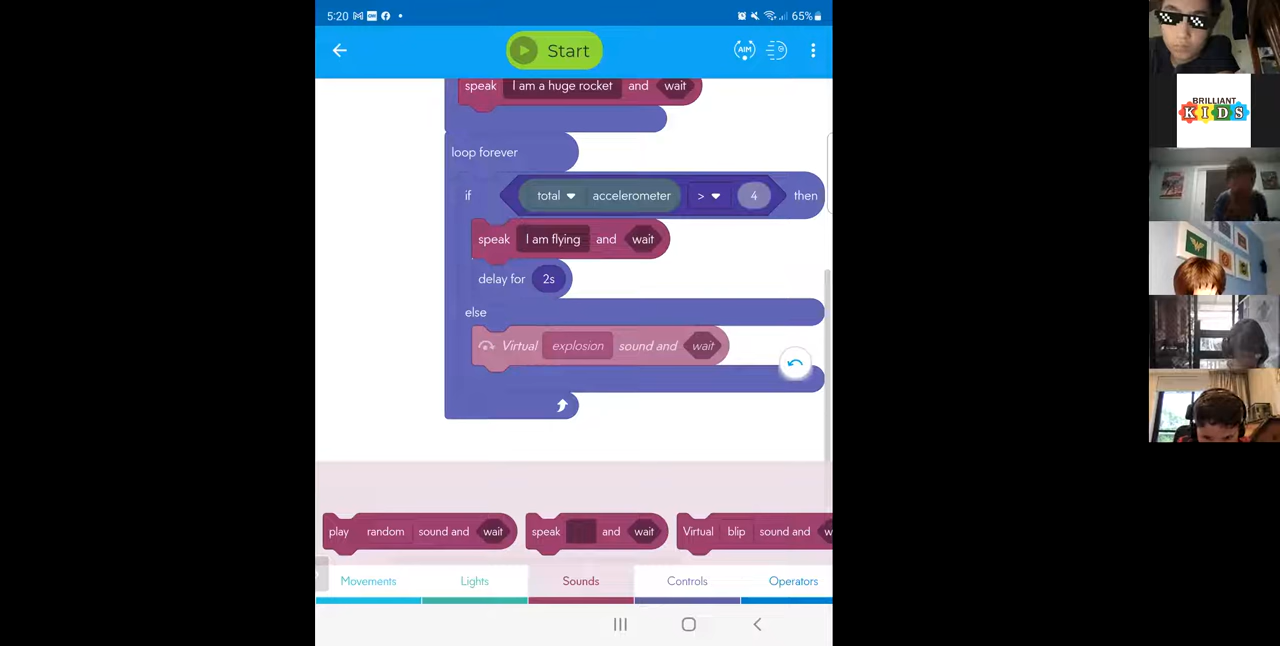 5:20 65%
Start
AIM
speak I am a huge rocket and wait
loop forever
if total accelerometer > 4 then
speak I am flying and wait
delay for 2s
else
Virtual explosion sound and wait
play random sound and wait speak and wait Virtual blip sound and w
Movements Lights Sounds Controls Operators
BRILLIANT
KIDS